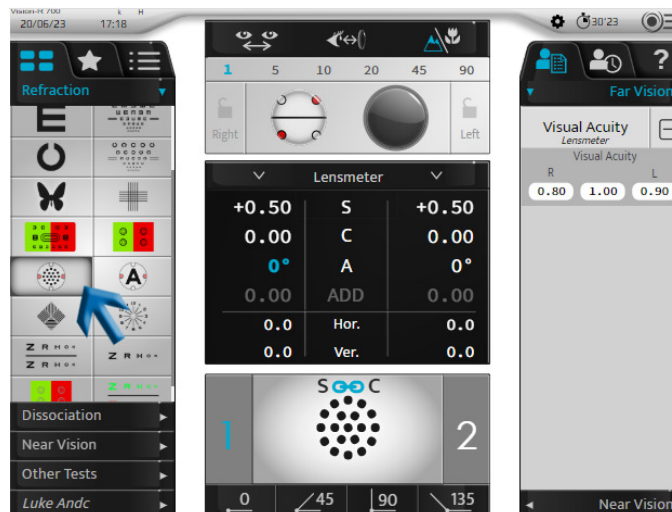 Vision-R 700 k H
20/06/23 17:18
30'23
Refraction
E
A
Z R H O N
Z R H O N
Z R H O N
Dissociation
Near Vision
Other Tests
Luke Andc
1 5 10 20 45 90
Right
Left
Lensmeter
+0.50 S +0.50
0.00 C 0.00
0° A 0°
0.00 ADD 0.00
0.0 Hor. 0.0
0.0 Ver. 0.0
S C
1 2
0 45 90 135
?
Far Vision
Visual Acuity
Lensmeter
Visual Acuity
R L
0.80 1.00 0.90
Near Vision